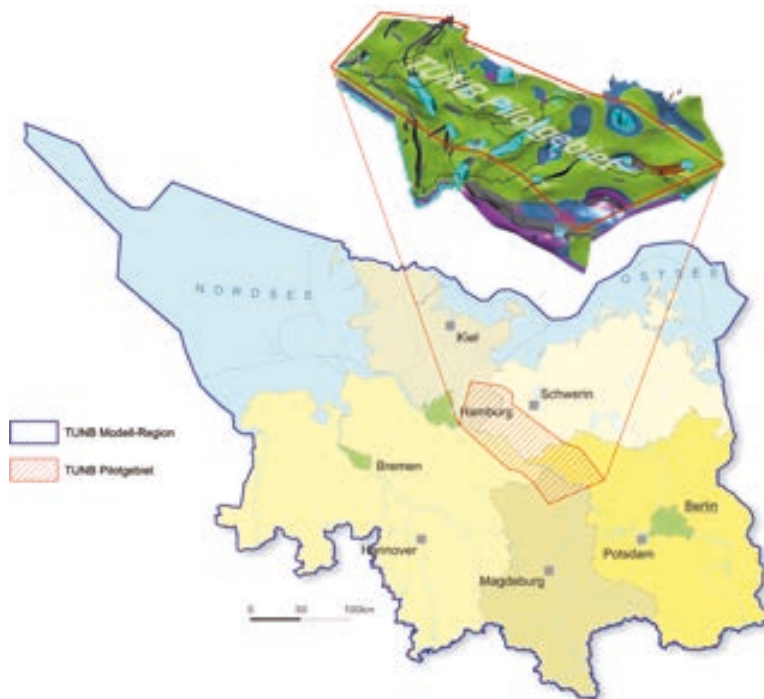 TUNB Pilotgebiet
NORDSEE
OSTSEE
Kiel
Schwerin
Hamburg
TUNB Modell-Region
TUNB Pilotgebiet
Bremen
Berlin
Hannover
Potsdam
Magdeburg
0 50 100km